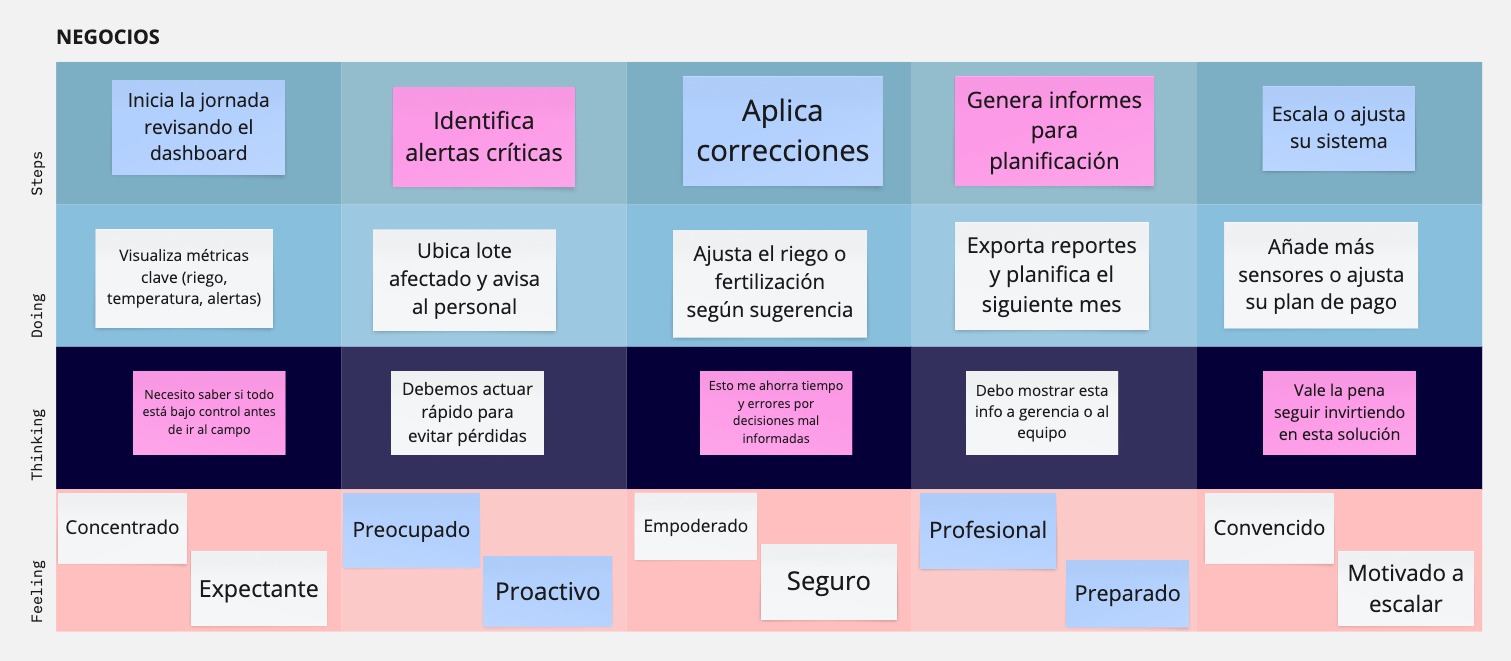 NEGOCIOS
Steps
Inicia la jornada
revisando el
dashboard
Identifica
alertas críticas
Aplica
correcciones
Genera informes
para
planificación
Escala o ajusta
su sistema
Doing
Visualiza métricas
clave (riego,
temperatura, alertas)
Ubica lote
afectado y avisa
al personal
Ajusta el riego o
fertilización
según sugerencia
Exporta reportes
y planifica el
siguiente mes
Añade más
sensores o ajusta
su plan de pago
Thinking
Necesito saber si todo
está bajo control antes
de ir al campo
Debemos actuar
rápido para
evitar pérdidas
Esto me ahorra tiempo
y errores por
decisiones mal
informadas
Debo mostrar esta
info a gerencia o al
equipo
Vale la pena
seguir invirtiendo
en esta solución
Feeling
Concentrado
Expectante
Preocupado
Proactivo
Empoderado
Seguro
Profesional
Preparado
Convencido
Motivado a
escalar